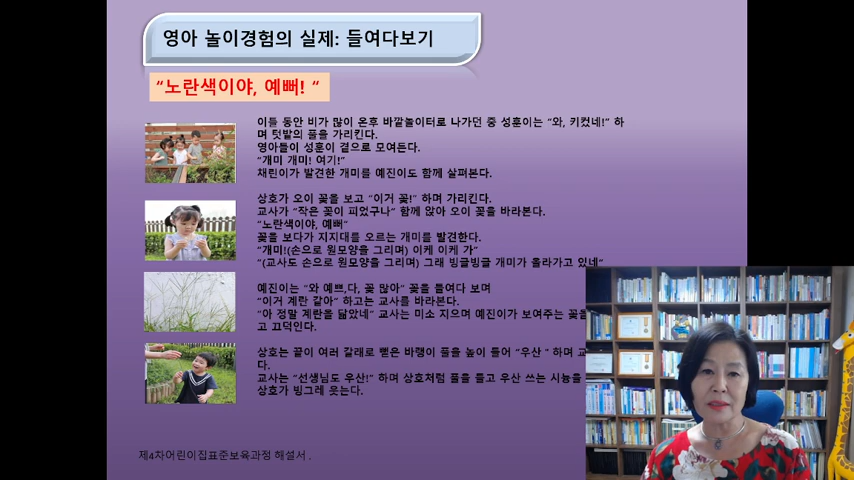 영아 놀이경험의 실제: 들여다보기
“노란색이야, 예뻐! “
이틀 동안 비가 많이 온후 바깥놀이터로 나가던 중 성훈이는 “와, 키컸네!” 하
며 텃밭의 풀을 가리킨다.
영아들이 성훈이 곁으로 모여든다.
“개미 개미! 여기!”
채린이가 발견한 개미를 예진이도 함께 살펴본다.
상호가 오이 꽃을 보고 “이거 꽃!” 하며 가리킨다.
교사가 “작은 꽃이 피었구나” 함께 앉아 오이 꽃을 바라본다.
“노란색이야, 예뻐”
꽃을 보다가 지지대를 오르는 개미를 발견한다.
“개미!(손으로 원모양을 그리며) 이케 이케 가”
“(교사도 손으로 원모양을 그리며) 그래 빙글빙글 개미가 올라가고 있네”
예진이는 “와 예쁘,다, 꽃 많아” 꽃을 들여다 보며
“이거 계란 같아” 하고는 교사를 바라본다.
“아 정말 계란을 닮았네” 교사는 미소 지으며 예진이가 보여주는 꽃을
고 끄덕인다.
상호는 끝이 여러 갈래로 뻗은 바랭이 풀을 높이 들어 “우산 ” 하며 교
다.
교사는 “선생님도 우산!” 하며 상호처럼 풀을 들고 우산 쓰는 시늉을
상호가 빙그레 웃는다.
제4차어린이집표준보육과정 해설서 .